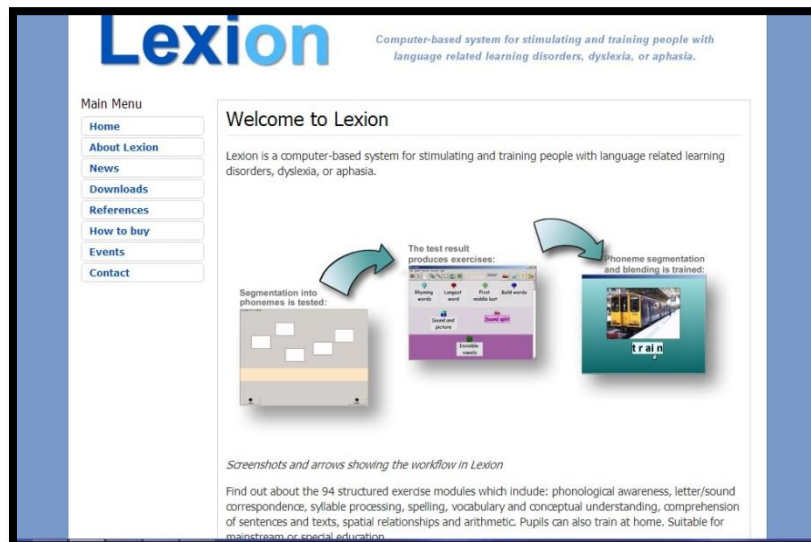 Lexion
Computer-based system for stimulating and training people with
language related learning disorders, dyslexia, or aphasia.
Main Menu
Home
About Lexion
News
Downloads
References
How to buy
Events
Contact
Welcome to Lexion
Lexion is a computer-based system for stimulating and training people with language related learning
disorders, dyslexia, or aphasia.
Segmentation into
phonemes is tested:
The test result
produces exercises:
Rhyming
words
Longest
word
First
middle last
Build words
Sound and
picture
Sound split
Invisible
vowels
Phoneme segmentation
and blending is trained:
t r ai n
Screenshots and arrows showing the workflow in Lexion
Find out about the 94 structured exercise modules which include: phonological awareness, letter/sound
correspondence, syllable processing, spelling, vocabulary and conceptual understanding, comprehension
of sentences and texts, spatial relationships and arithmetic. Pupils can also train at home. Suitable for
mainstream or special education